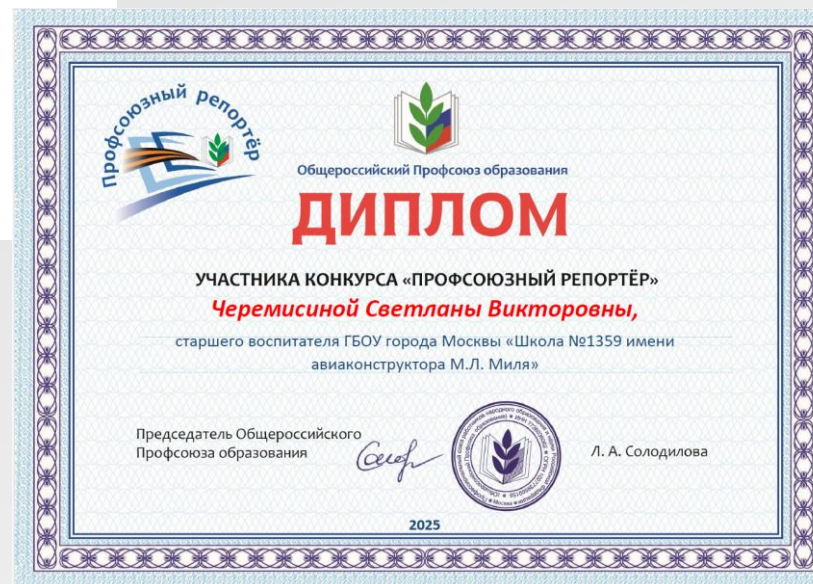 Профсоюзный репортёр
Общероссийский Профсоюз образования
ДИПЛОМ
УЧАСТНИКА КОНКУРСА «ПРОФСОЮЗНЫЙ РЕПОРТЁР»
Черемисиной Светланы Викторовны,
старшего воспитателя ГБОУ города Москвы «Школа №1359 имени
авиаконструктора М.Л. Миля»
Председатель Общероссийского
Профсоюза образования
Л. А. Солодилова
2025